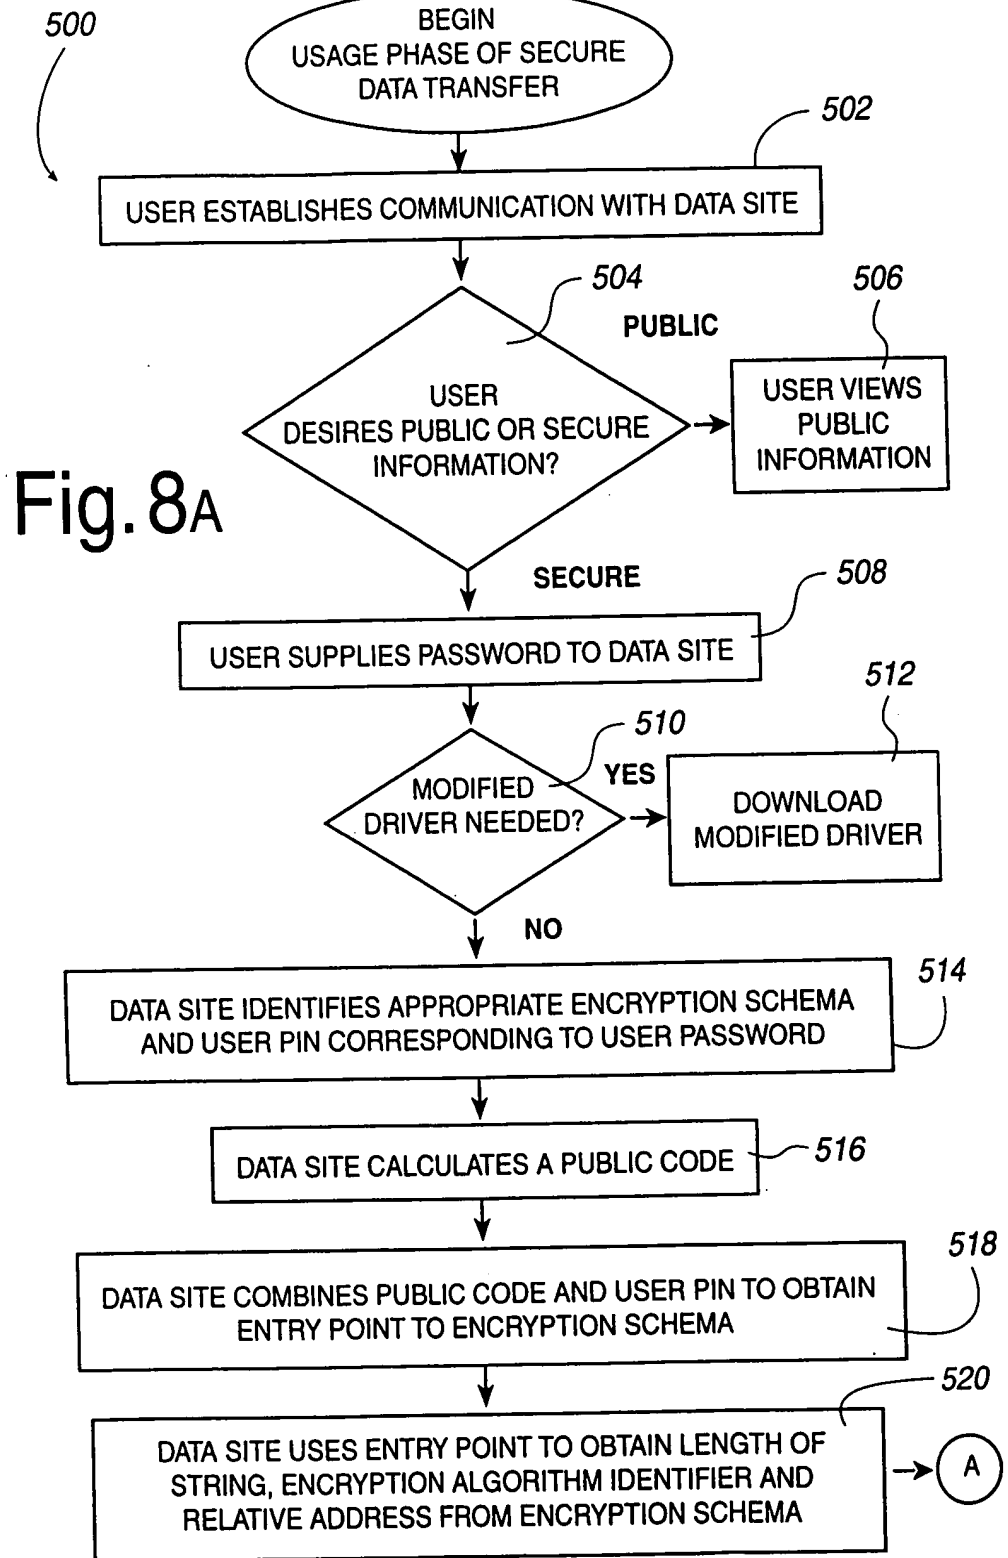 500
BEGIN
USAGE PHASE OF SECURE
DATA TRANSFER
502
USER ESTABLISHES COMMUNICATION WITH DATA SITE
504
506
PUBLIC
USER
DESIRES PUBLIC OR SECURE
INFORMATION?
USER VIEWS
PUBLIC
INFORMATION
Fig. 8A
SECURE
508
USER SUPPLIES PASSWORD TO DATA SITE
510
512
MODIFIED
DRIVER NEEDED?
YES
DOWNLOAD
MODIFIED DRIVER
NO
514
DATA SITE IDENTIFIES APPROPRIATE ENCRYPTION SCHEMA
AND USER PIN CORRESPONDING TO USER PASSWORD
DATA SITE CALCULATES A PUBLIC CODE
516
518
DATA SITE COMBINES PUBLIC CODE AND USER PIN TO OBTAIN
ENTRY POINT TO ENCRYPTION SCHEMA
520
DATA SITE USES ENTRY POINT TO OBTAIN LENGTH OF
STRING, ENCRYPTION ALGORITHM IDENTIFIER AND
RELATIVE ADDRESS FROM ENCRYPTION SCHEMA
A